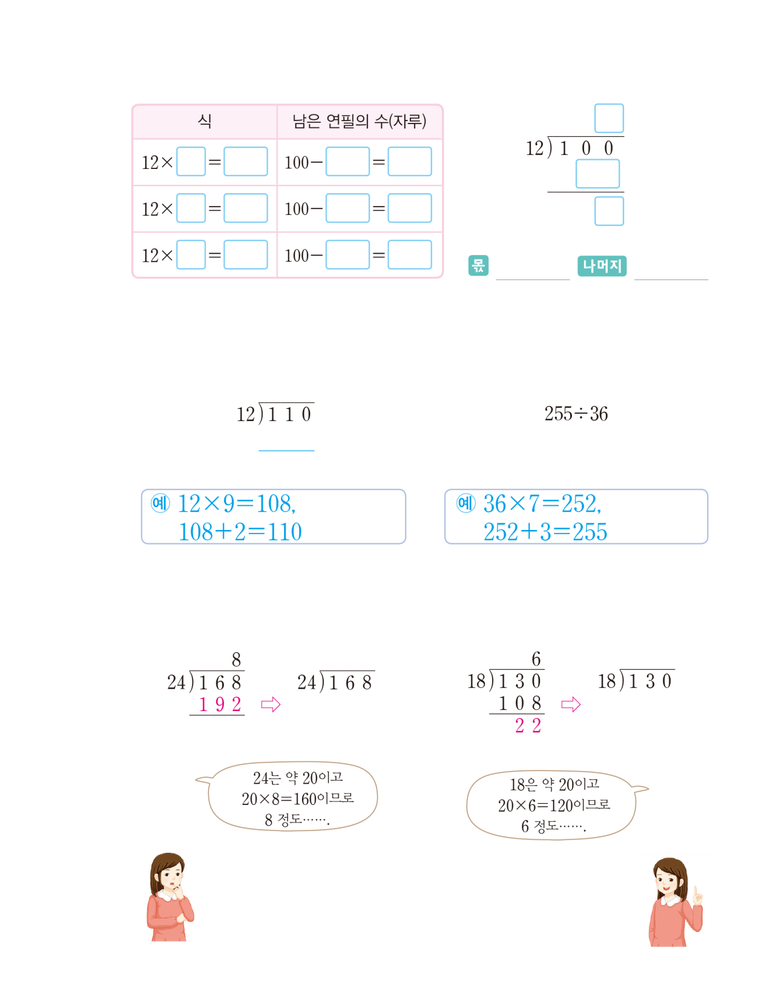 식 남은 연필의 수(자루)
12× = 100− =
12× = 100− =
12× = 100− =
12) 1 0 0
몫 나머지
12) 1 1 0
255÷36
예 12×9=108,
108+2=110
예 36×7=252,
252+3=255
8
24) 1 6 8
1 9 2
⇨
24) 1 6 8
6
18) 1 3 0
1 0 8
2 2
⇨
18) 1 3 0
24는 약 20이고
20×8=160이므로
8 정도…….
18은 약 20이고
20×6=120이므로
6 정도…….